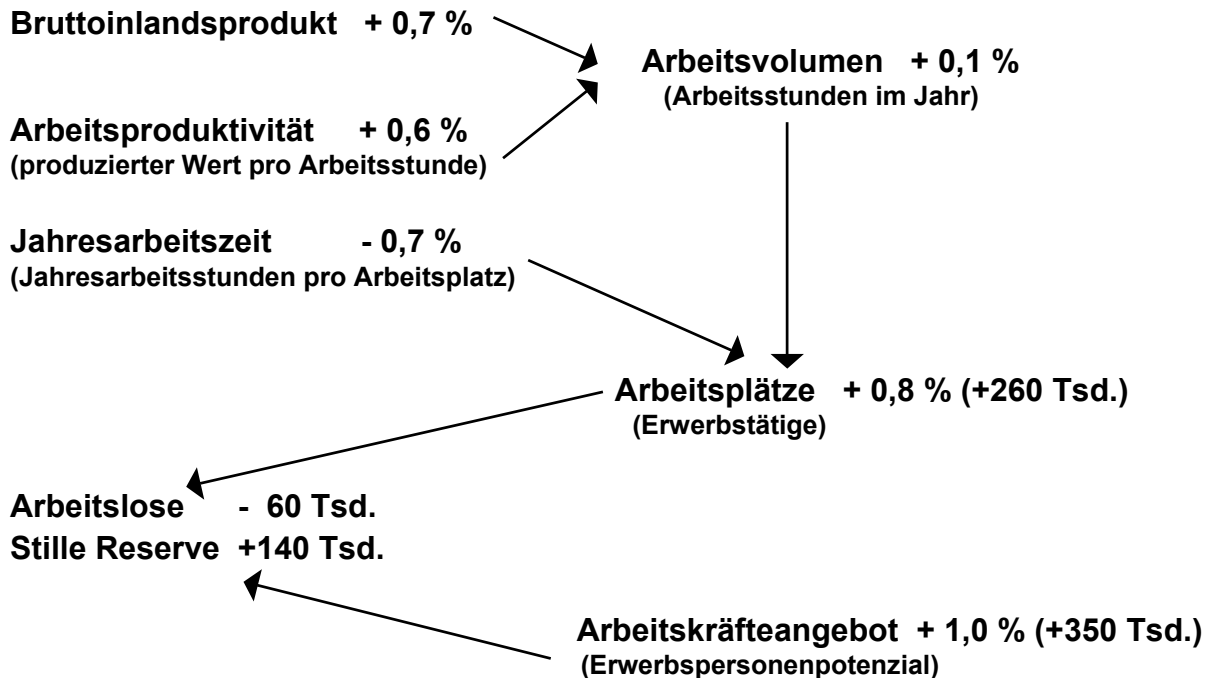 Bruttoinlandsprodukt + 0,7 %
Arbeitsvolumen + 0,1 %
(Arbeitsstunden im Jahr)
Arbeitsproduktivität + 0,6 %
(produzierter Wert pro Arbeitsstunde)
Jahresarbeitszeit - 0,7 %
(Jahresarbeitsstunden pro Arbeitsplatz)
Arbeitsplätze + 0,8 % (+260 Tsd.)
(Erwerbstätige)
Arbeitslose - 60 Tsd.
Stille Reserve +140 Tsd.
Arbeitskräfteangebot + 1,0 % (+350 Tsd.)
(Erwerbspersonenpotenzial)